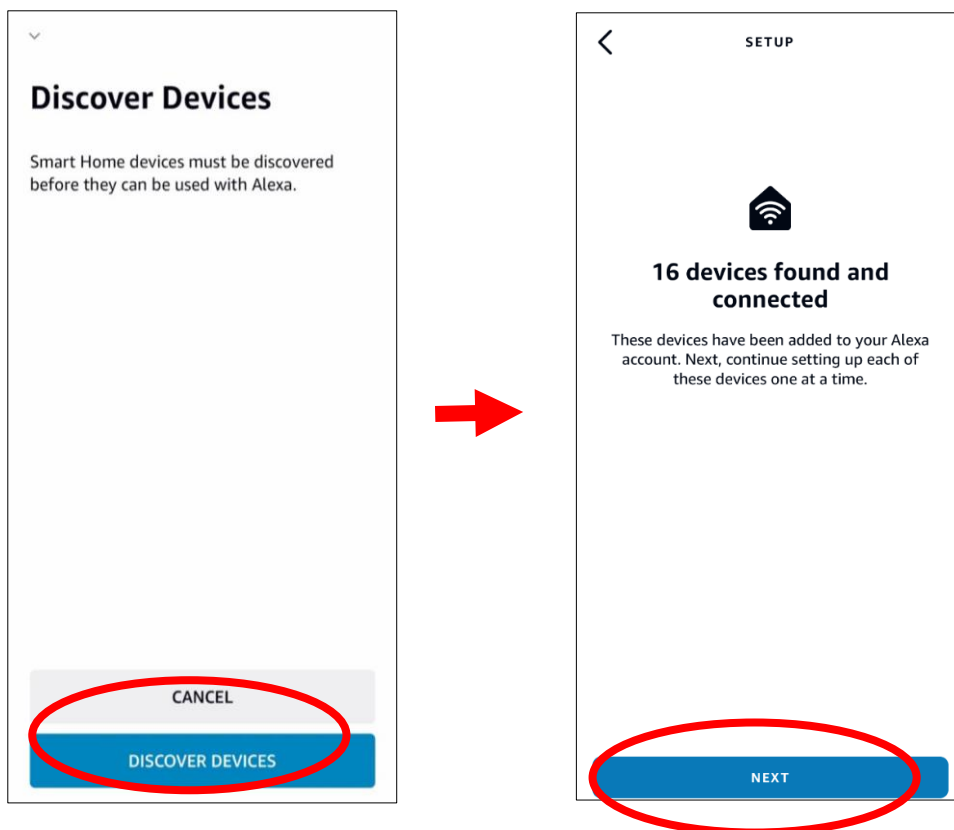 Discover Devices
Smart Home devices must be discovered
before they can be used with Alexa.
CANCEL
DISCOVER DEVICES
SETUP
16 devices found and
connected
These devices have been added to your Alexa
account. Next, continue setting up each of
these devices one at a time.
NEXT